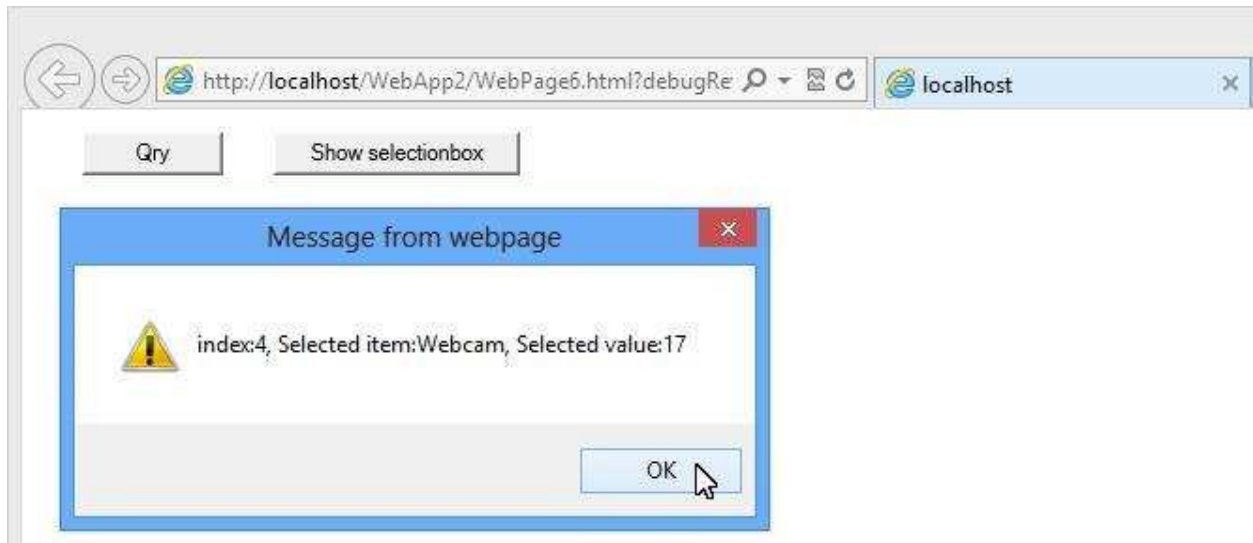 http://localhost/WebApp2/WebPage6.html?debugRe
localhost
Qry
Show selectionbox
Message from webpage
index:4, Selected item:Webcam, Selected value:17
OK